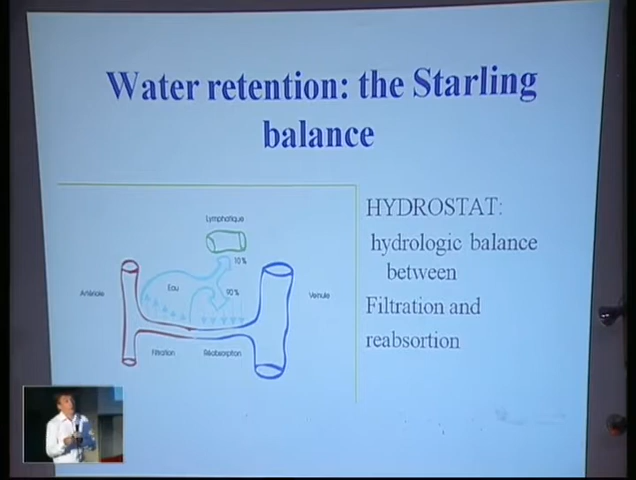 Water retention: the Starling
balance
Lymphatique
10%
Eau
90%
Artériole
Veinule
Filtration
Réabsorption
HYDROSTAT:
hydrologic balance
between
Filtration and
reabsortion